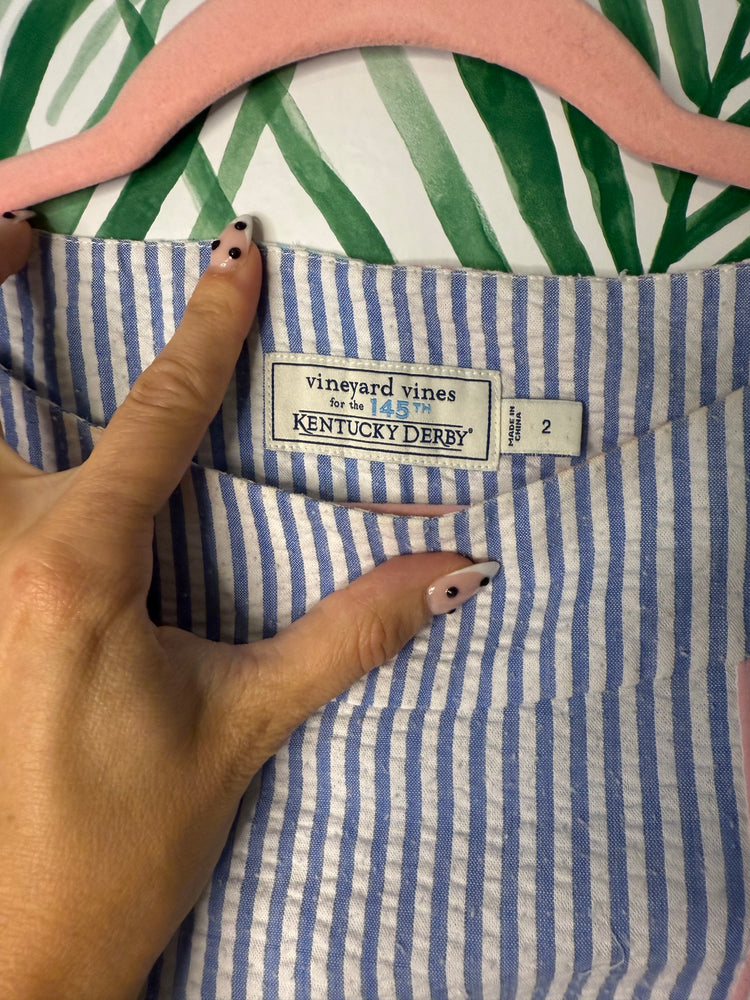 vineyard vines
for the 145TH
KENTUCKY DERBY®
MADE IN
CHINA
2